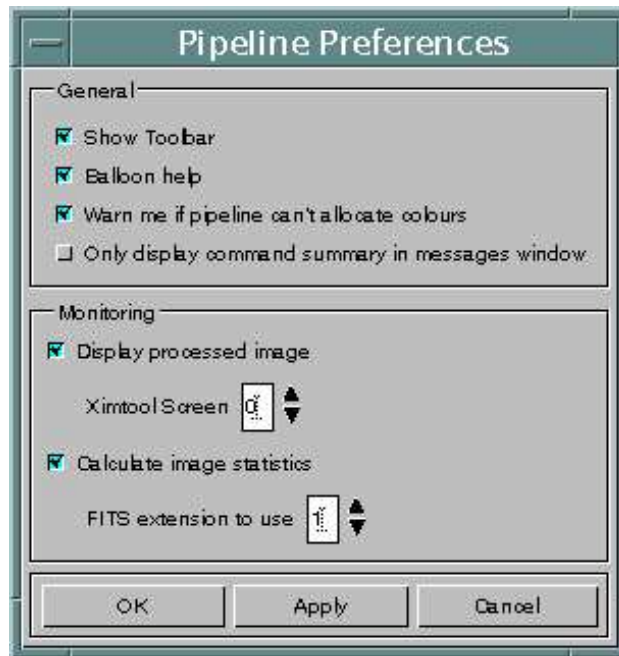 Pipeline Preferences
General
Show Toolbar
Balloon help
Warn me if pipeline can't allocate colours
Only display command summary in messages window
Monitoring
Display processed image
Ximtool Screen 0
Calculate image statistics
FITS extension to use 1
OK Apply Cancel